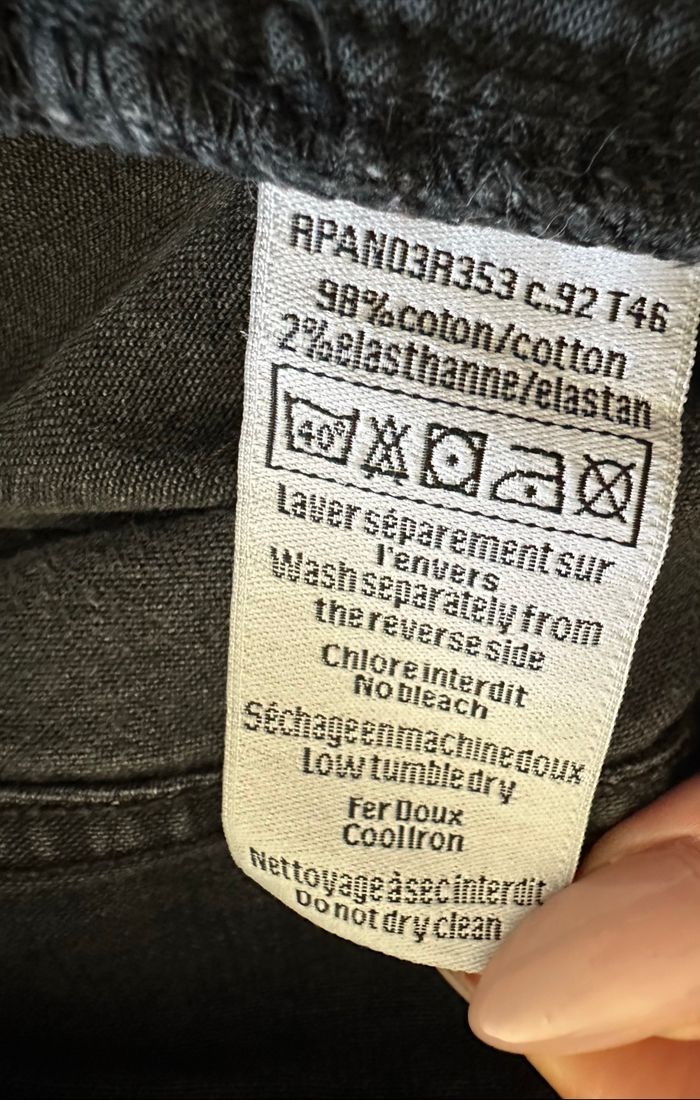 APAN03A353 c.92 T46
98%coton/cotton
2%elasthanne/elastan
40°
Laver séparement sur
l'envers
Wash separately from
the reverse side
Chlore interdit
No bleach
Séchage en machine doux
Low tumble dry
Fer Doux
Cool Iron
Nettoyage à sec interdit
Do not dry clean